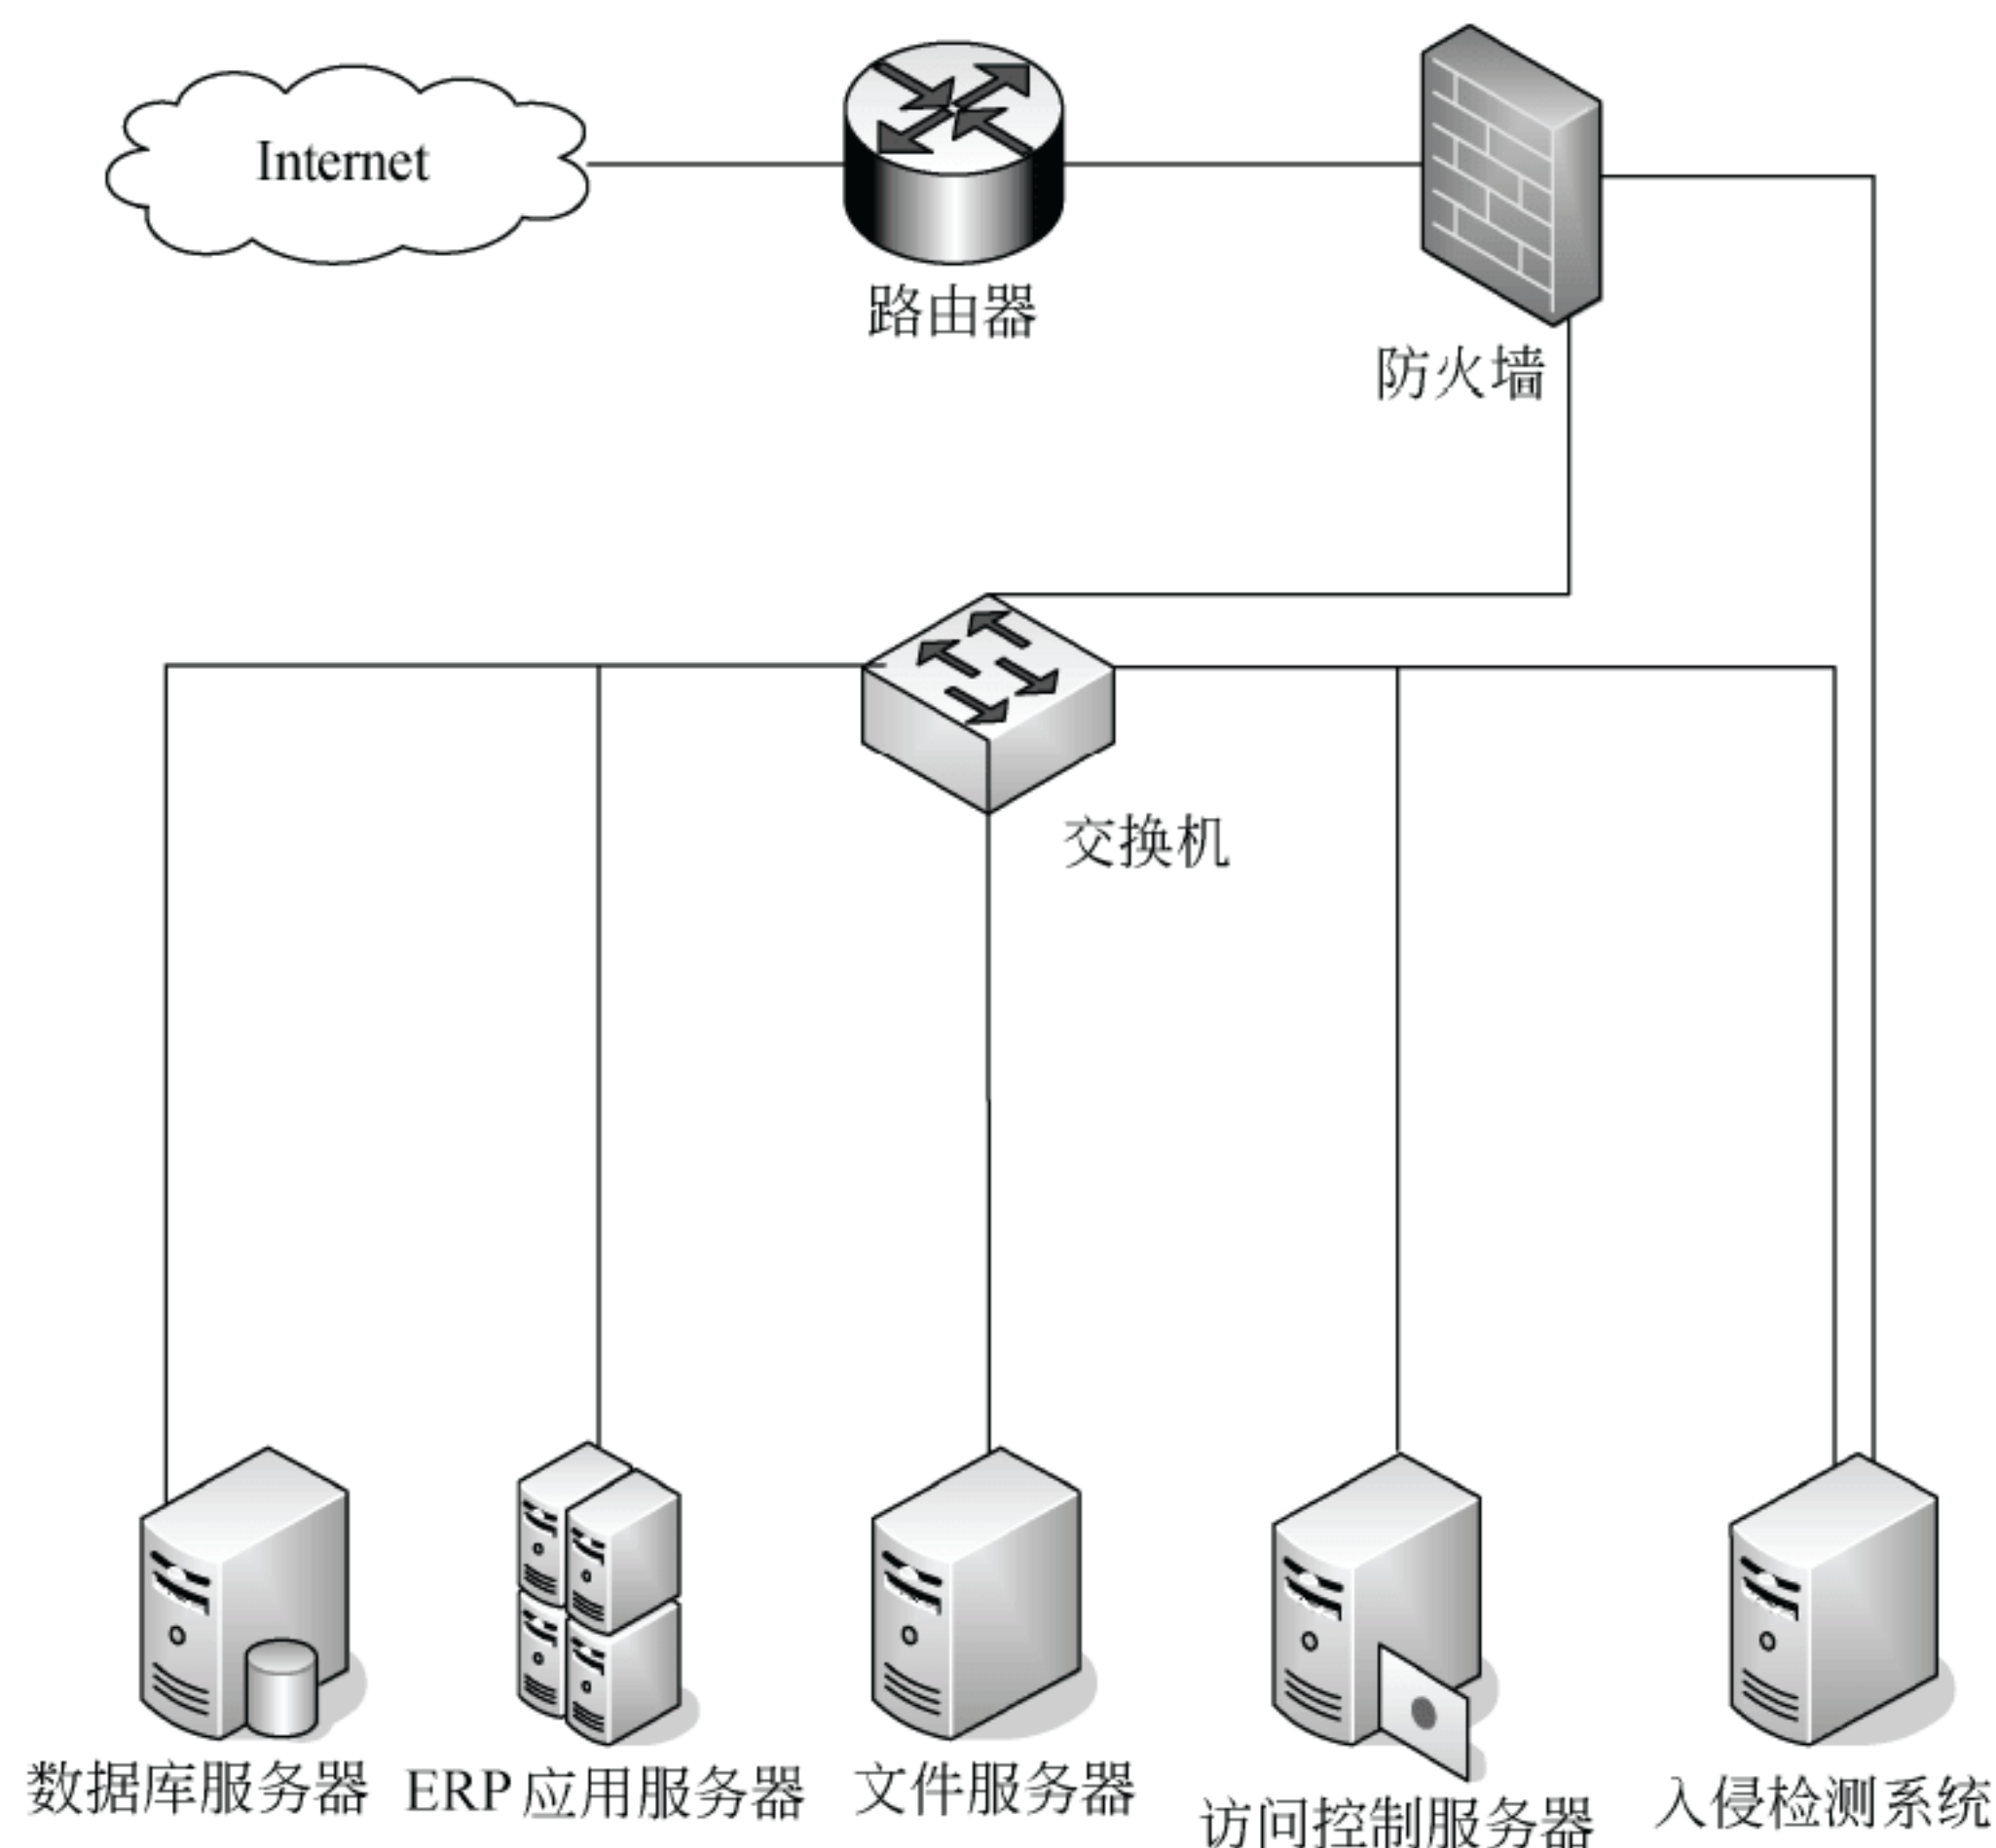 Internet
路由器
防火墙
交换机
数据库服务器
ERP 应用服务器
文件服务器
访问控制服务器
入侵检测系统